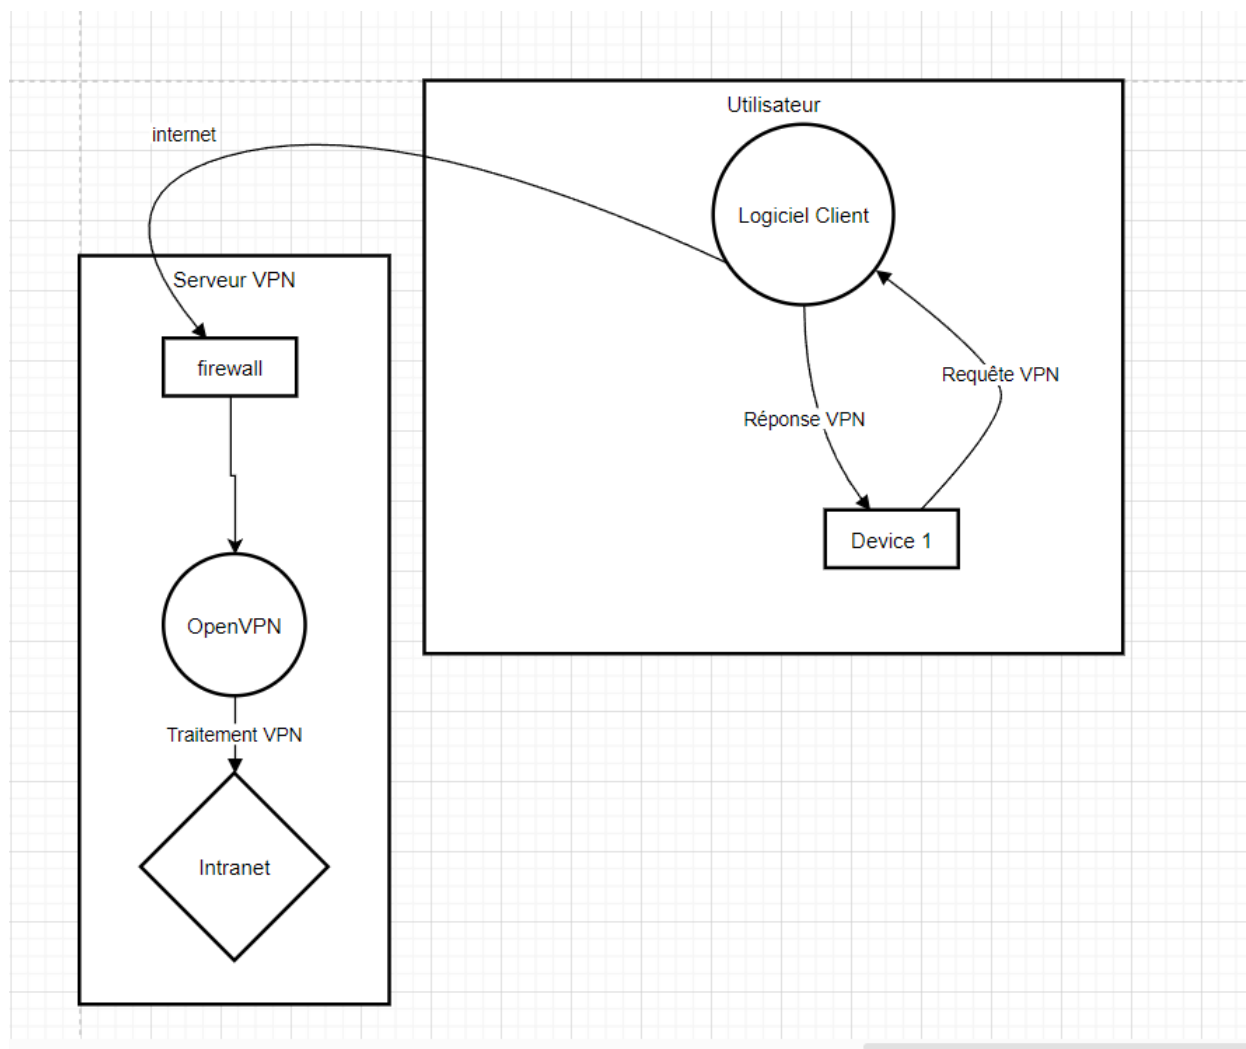 Utilisateur
internet
Logiciel Client
Serveur VPN
firewall
Requête VPN
Réponse VPN
Device 1
OpenVPN
Traitement VPN
Intranet